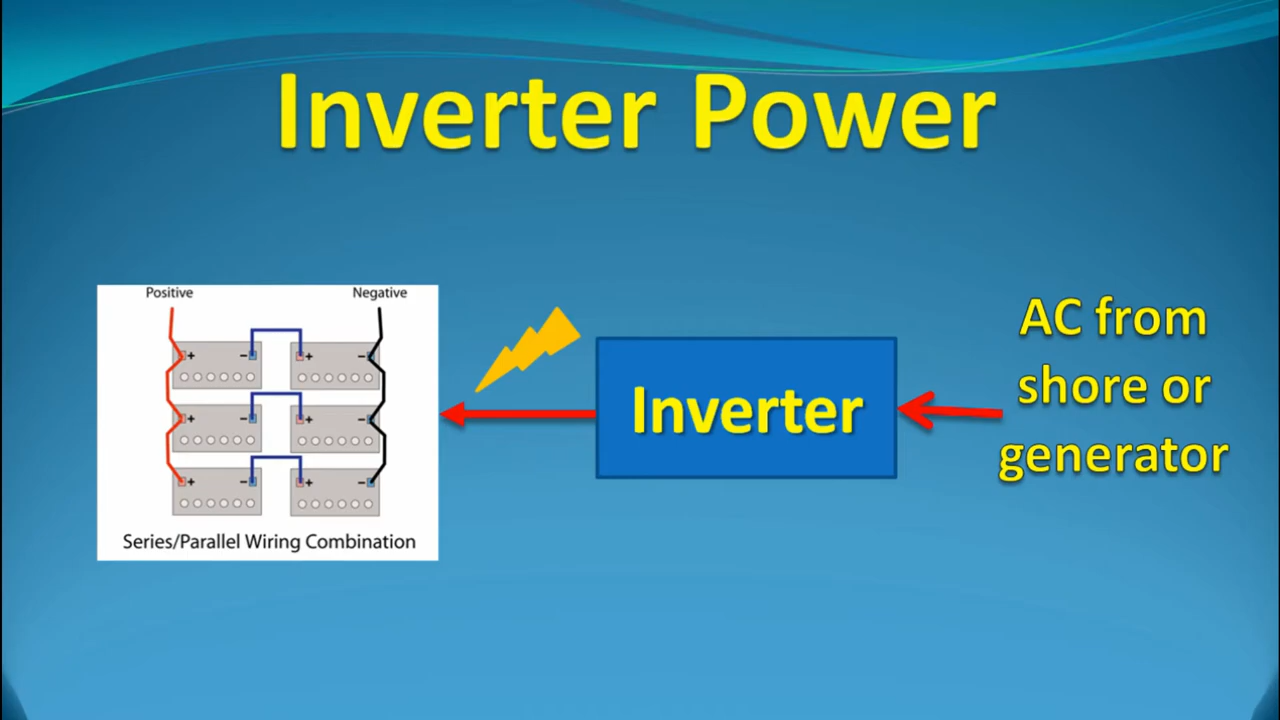 Inverter Power
Positive
Negative
+ − + −
+ − + −
+ − + −
Series/Parallel Wiring Combination
Inverter
AC from
shore or
generator